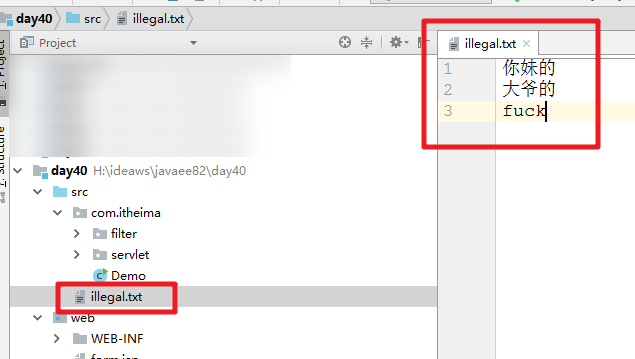 day40 src illegal.txt
Project
illegal.txt
1 你妹的
2 大爷的
3 fuck
day40 H:\ideaws\javaee82\day40
src
com.itheima
filter
servlet
Demo
illegal.txt
web
WEB-INF